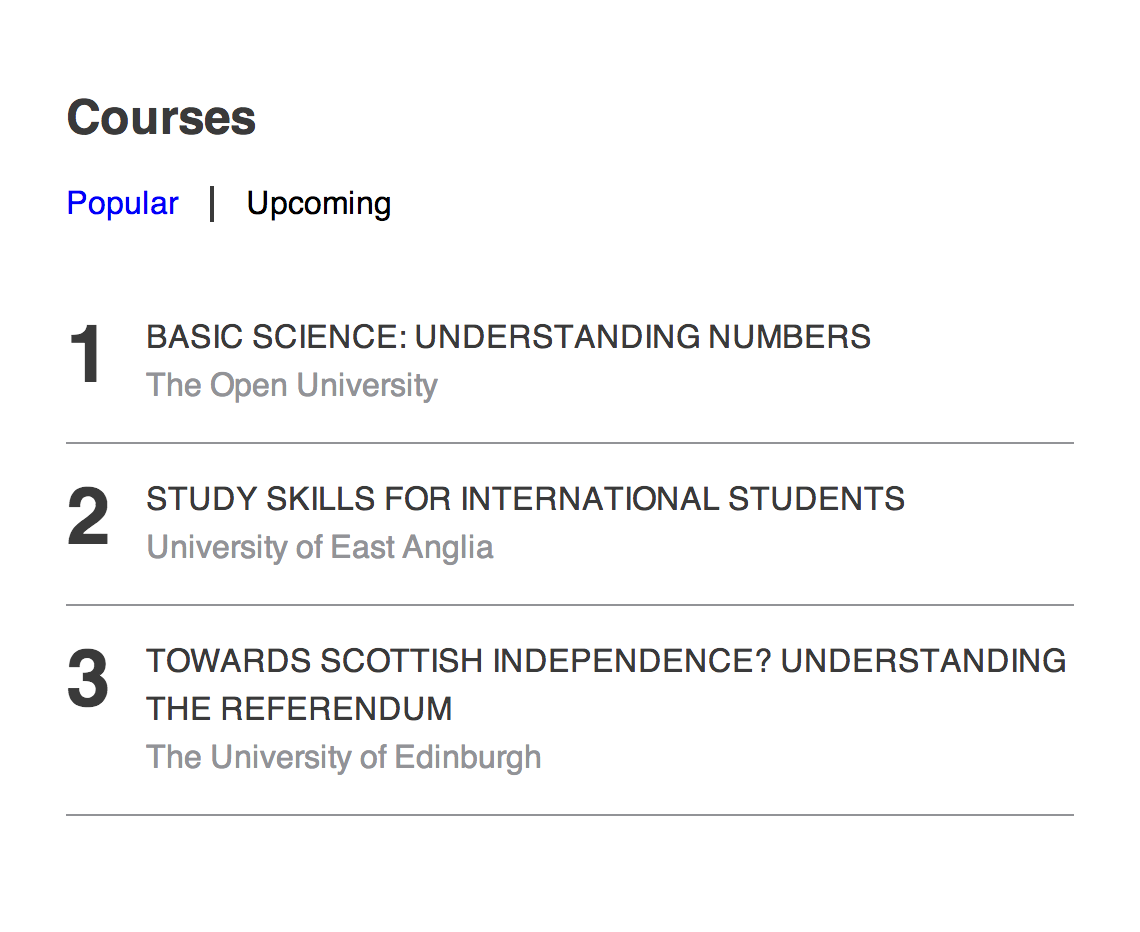 Courses
Popular | Upcoming
1 BASIC SCIENCE: UNDERSTANDING NUMBERS
The Open University
2 STUDY SKILLS FOR INTERNATIONAL STUDENTS
University of East Anglia
3 TOWARDS SCOTTISH INDEPENDENCE? UNDERSTANDING
THE REFERENDUM
The University of Edinburgh